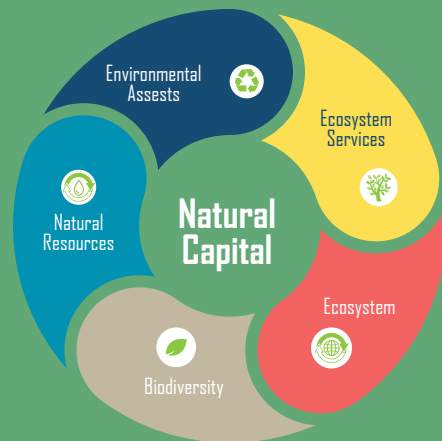 Environmental
Assests
Ecosystem
Services
Natural
Resources
Natural
Capital
Ecosystem
Biodiversity